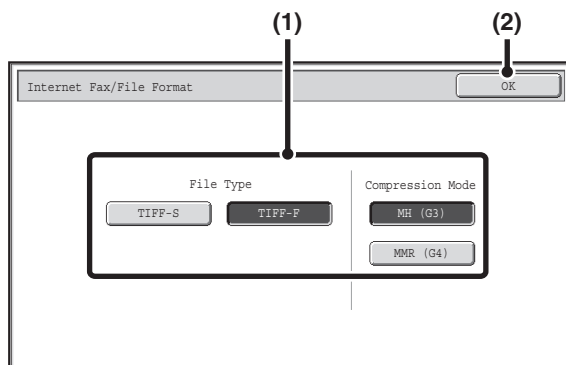 (1) (2)
Internet Fax/File Format OK
File Type Compression Mode
TIFF-S TIFF-F MH (G3)
MMR (G4)